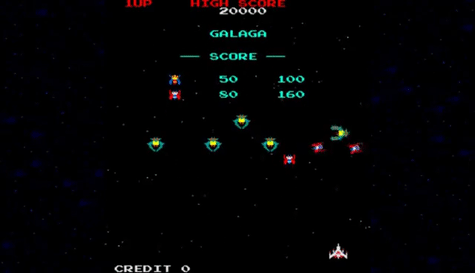 1UP HIGH SCORE
20000
GALAGA
— SCORE —
50 100
80 160
CREDIT 0